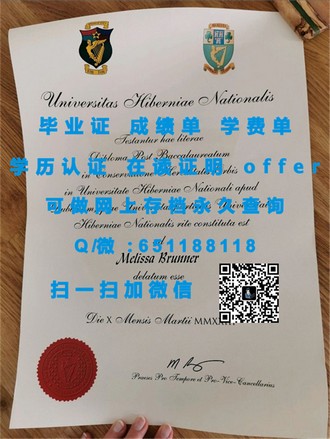 Universitas Hiberniae Nationalis
毕业证 成绩单 学费单
Testantur hae literae
Diploma Post Baccalaureatum
学历认证 在读证明 offer
in Universitate Hiberniae Nationali apud
可做网上存档永久查询
Hiberniae Nationalis rite constituta est
Q/微:651188118
Melissa Brunner
delatum esse
扫一扫加微信
Die X Mensis Martii
Praeses Pro Tempore et Pro-Vice-Cancellarius